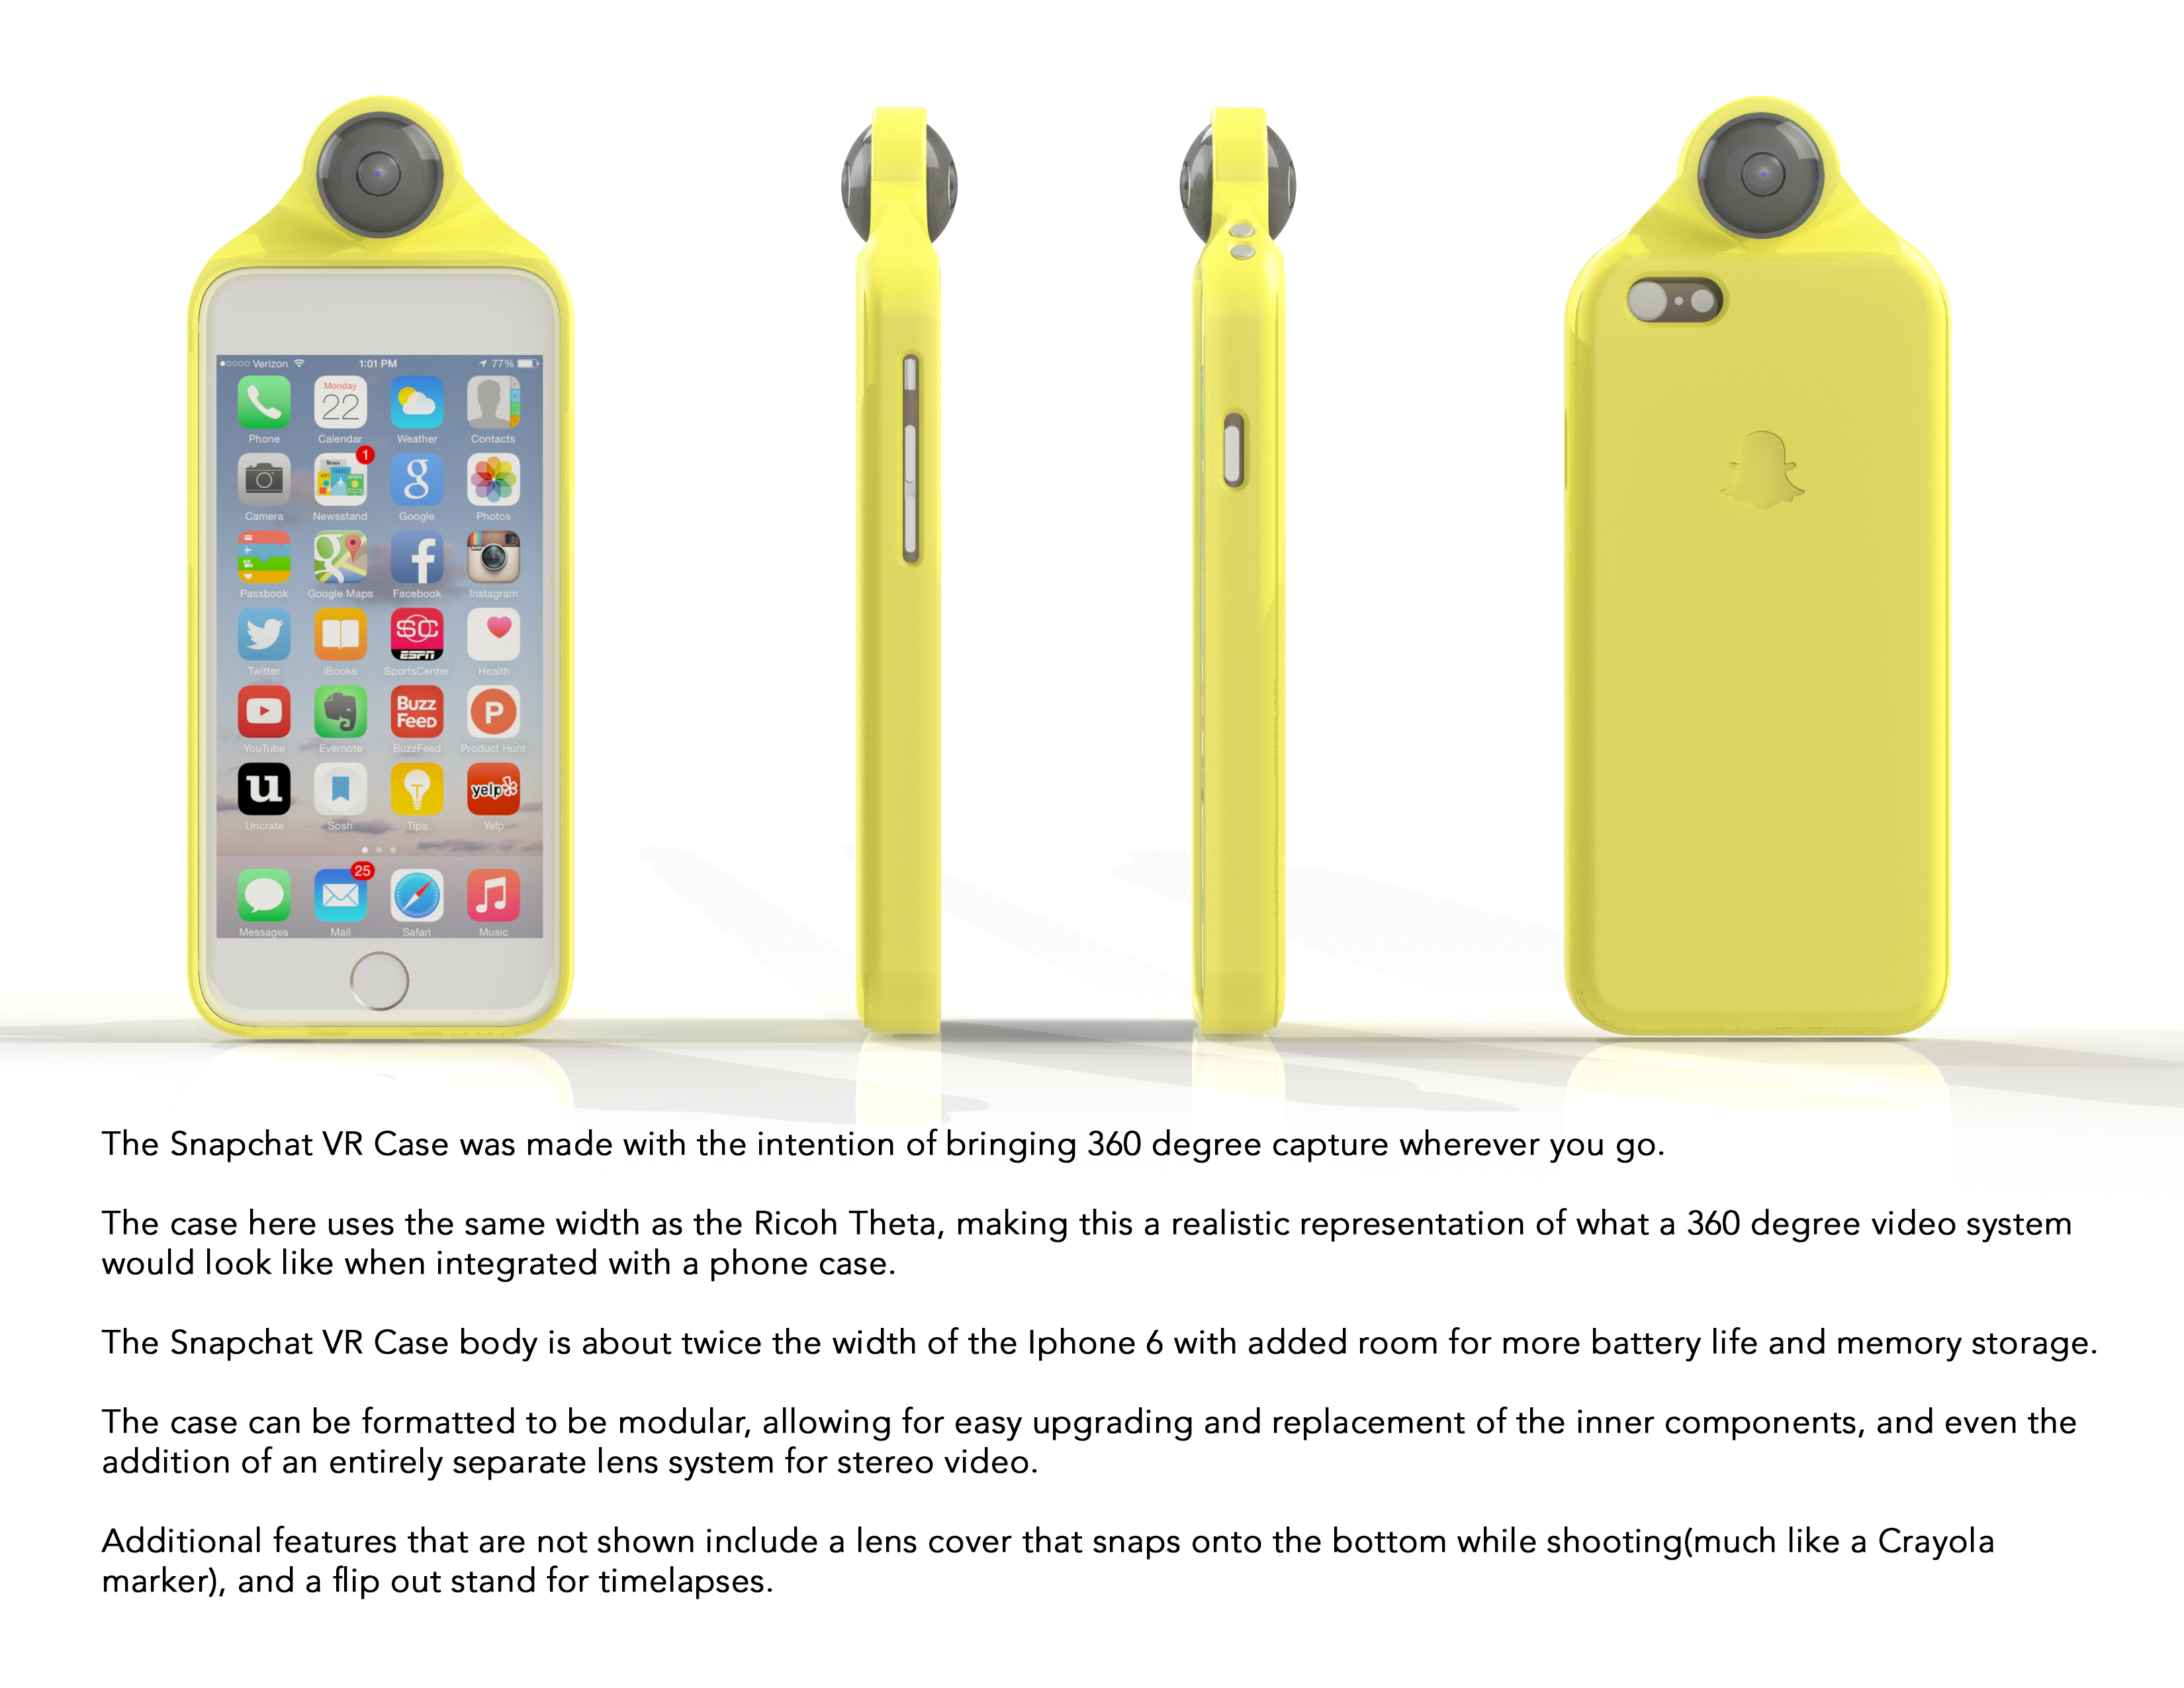 ●○○○○ Verizon 1:01 PM 77%
Monday
22
Phone Calendar Weather Contacts
1
g
Camera Newsstand Google Photos
g f
Passbook Google Maps Facebook Instagram
SC
ESPN
Twitter iBooks SportsCenter Health
Buzz
FeeD
P
YouTube Evernote BuzzFeed Product Hunt
u T yelp
Uncrate Sosh Tips Yelp
25
Messages Mail Safari Music
The Snapchat VR Case was made with the intention of bringing 360 degree capture wherever you go.
The case here uses the same width as the Ricoh Theta, making this a realistic representation of what a 360 degree video system
would look like when integrated with a phone case.
The Snapchat VR Case body is about twice the width of the Iphone 6 with added room for more battery life and memory storage.
The case can be formatted to be modular, allowing for easy upgrading and replacement of the inner components, and even the
addition of an entirely separate lens system for stereo video.
Additional features that are not shown include a lens cover that snaps onto the bottom while shooting(much like a Crayola
marker), and a flip out stand for timelapses.